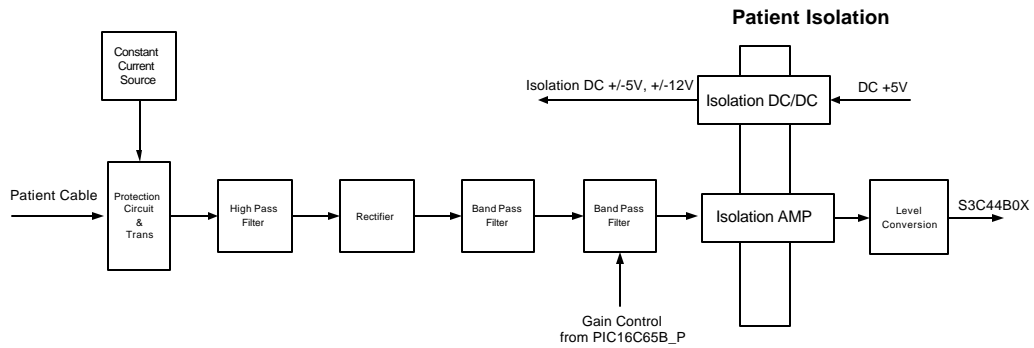 Patient Isolation
Constant
Current
Source
Isolation DC +/-5V, +/-12V
Isolation DC/DC
DC +5V
Patient Cable
Protection
Circuit
&
Trans
High Pass
Filter
Rectifier
Band Pass
Filter
Band Pass
Filter
Isolation AMP
Level
Conversion
S3C44B0X
Gain Control
from PIC16C65B_P